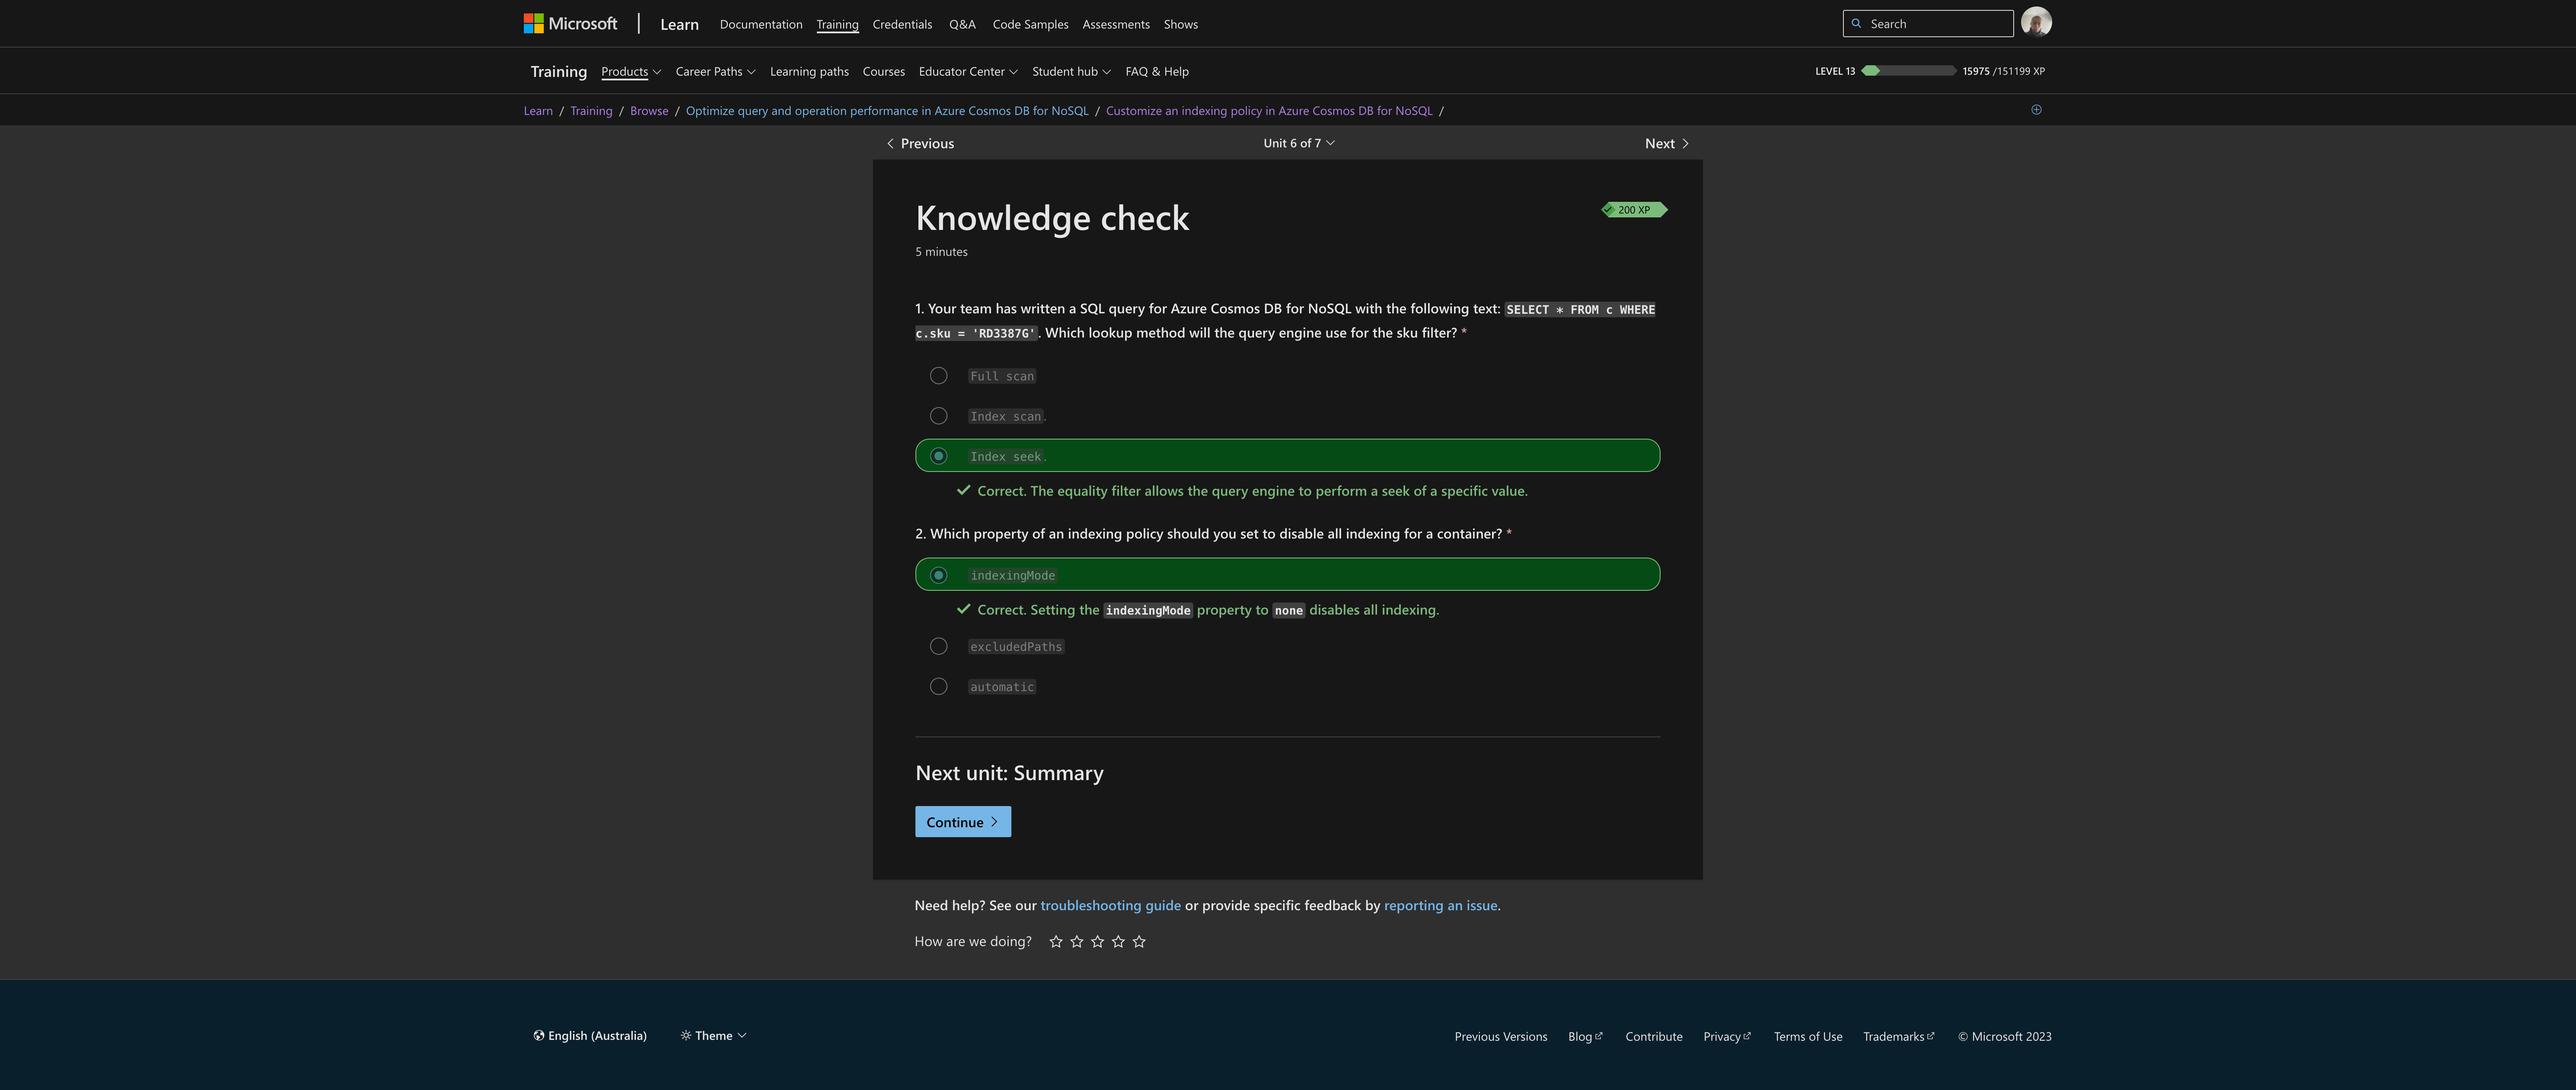 Microsoft | Learn Documentation Training Credentials Q&A Code Samples Assessments Shows Search
Training Products Career Paths Learning paths Courses Educator Center Student hub FAQ & Help LEVEL 13 15975 /151199 XP
Learn / Training / Browse / Optimize query and operation performance in Azure Cosmos DB for NoSQL / Customize an indexing policy in Azure Cosmos DB for NoSQL /
Previous Unit 6 of 7 Next
Knowledge check
200 XP
5 minutes
1. Your team has written a SQL query for Azure Cosmos DB for NoSQL with the following text: SELECT * FROM c WHERE
c.sku = 'RD3387G'. Which lookup method will the query engine use for the sku filter? *
Full scan
Index scan.
Index seek.
Correct. The equality filter allows the query engine to perform a seek of a specific value.
2. Which property of an indexing policy should you set to disable all indexing for a container? *
indexingMode
Correct. Setting the indexingMode property to none disables all indexing.
excludedPaths
automatic
Next unit: Summary
Continue
Need help? See our troubleshooting guide or provide specific feedback by reporting an issue.
How are we doing?
English (Australia) Theme Previous Versions Blog Contribute Privacy Terms of Use Trademarks © Microsoft 2023